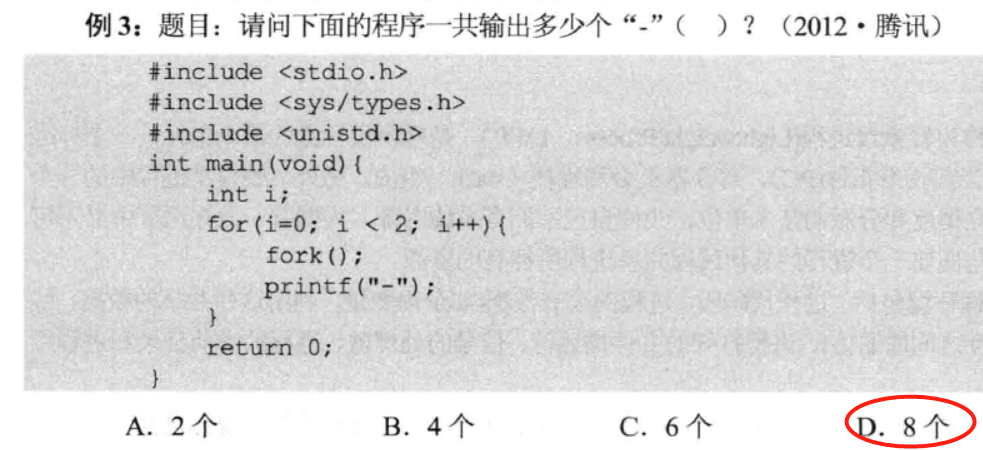 例 3：题目：请问下面的程序一共输出多少个“-”（ ）？（2012·腾讯）
#include <stdio.h>
#include <sys/types.h>
#include <unistd.h>
int main(void){
    int i;
    for(i=0; i < 2; i++){
        fork();
        printf("-");
    }
    return 0;
}
A．2 个 B．4 个 C．6 个 D．8 个